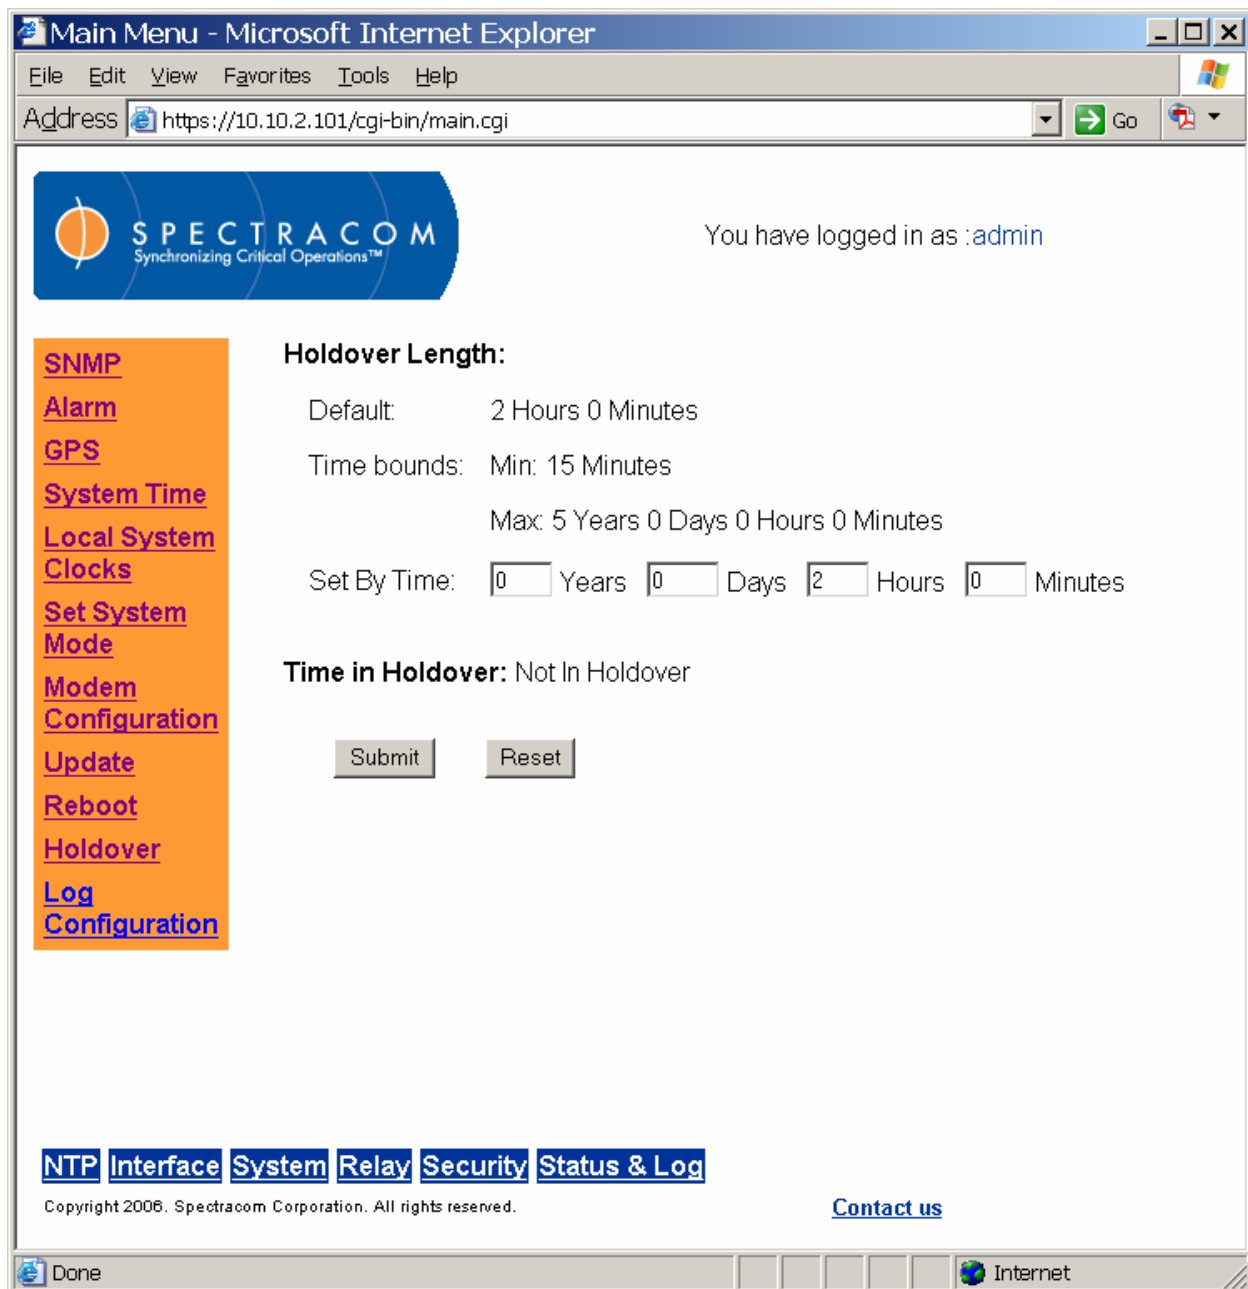 Main Menu - Microsoft Internet Explorer
File Edit View Favorites Tools Help
Address https://10.10.2.101/cgi-bin/main.cgi Go
SPECTRACOM
Synchronizing Critical Operations™
You have logged in as :admin
SNMP
Alarm
GPS
System Time
Local System
Clocks
Set System
Mode
Modem
Configuration
Update
Reboot
Holdover
Log
Configuration
Holdover Length:
Default: 2 Hours 0 Minutes
Time bounds: Min: 15 Minutes
Max: 5 Years 0 Days 0 Hours 0 Minutes
Set By Time: 0 Years 0 Days 2 Hours 0 Minutes
Time in Holdover: Not In Holdover
Submit Reset
NTP Interface System Relay Security Status & Log
Copyright 2006. Spectracom Corporation. All rights reserved. Contact us
Done Internet